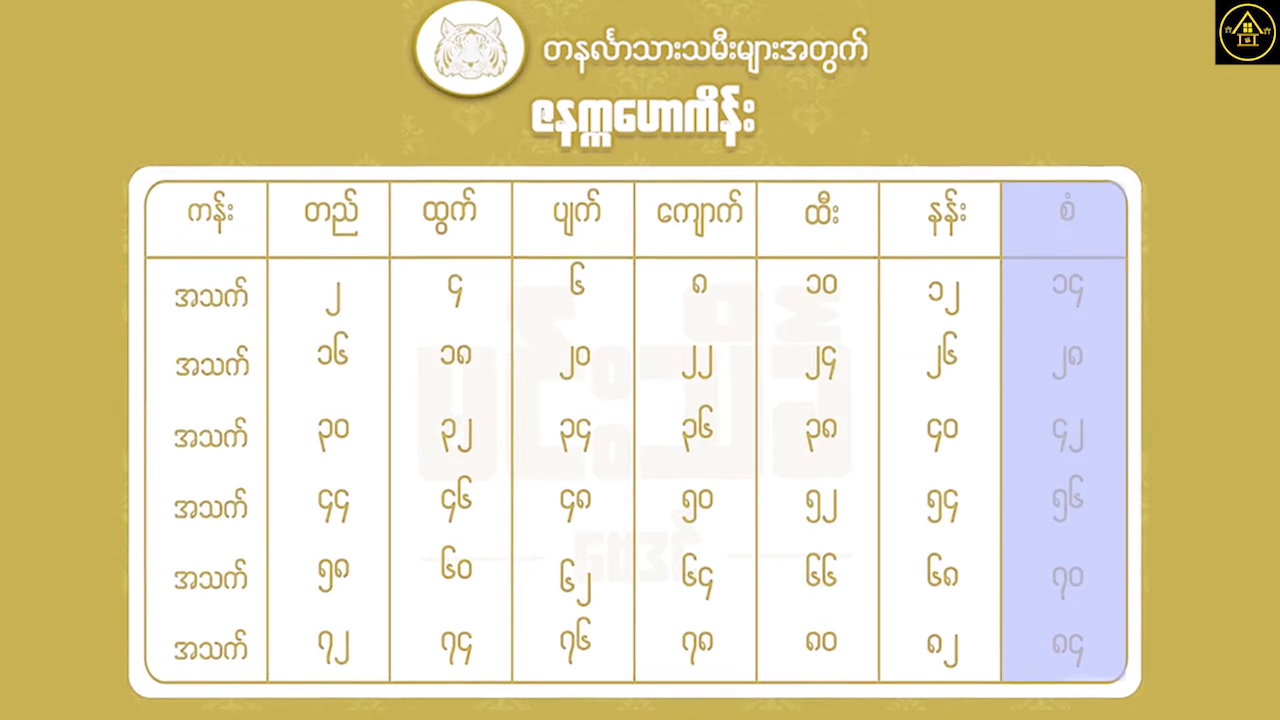 တနင်္လာသားသမီးများအတွက်
ဇနက္ကဟောကိန်း
ကန်း တည် ထွက် ပျက် ကျောက် ထီး နန်း စံ
အသက် ၂ ၄ ၆ ၈ ၁၀ ၁၂ ၁၄
အသက် ၁၆ ၁၈ ၂၀ ၂၂ ၂၄ ၂၆ ၂၈
အသက် ၃၀ ၃၂ ၃၄ ၃၆ ၃၈ ၄၀ ၄၂
အသက် ၄၄ ၄၆ ၄၈ ၅၀ ၅၂ ၅၄ ၅၆
အသက် ၅၈ ၆၀ ၆၂ ၆၄ ၆၆ ၆၈ ၇၀
အသက် ၇၂ ၇၄ ၇၆ ၇၈ ၈၀ ၈၂ ၈၄